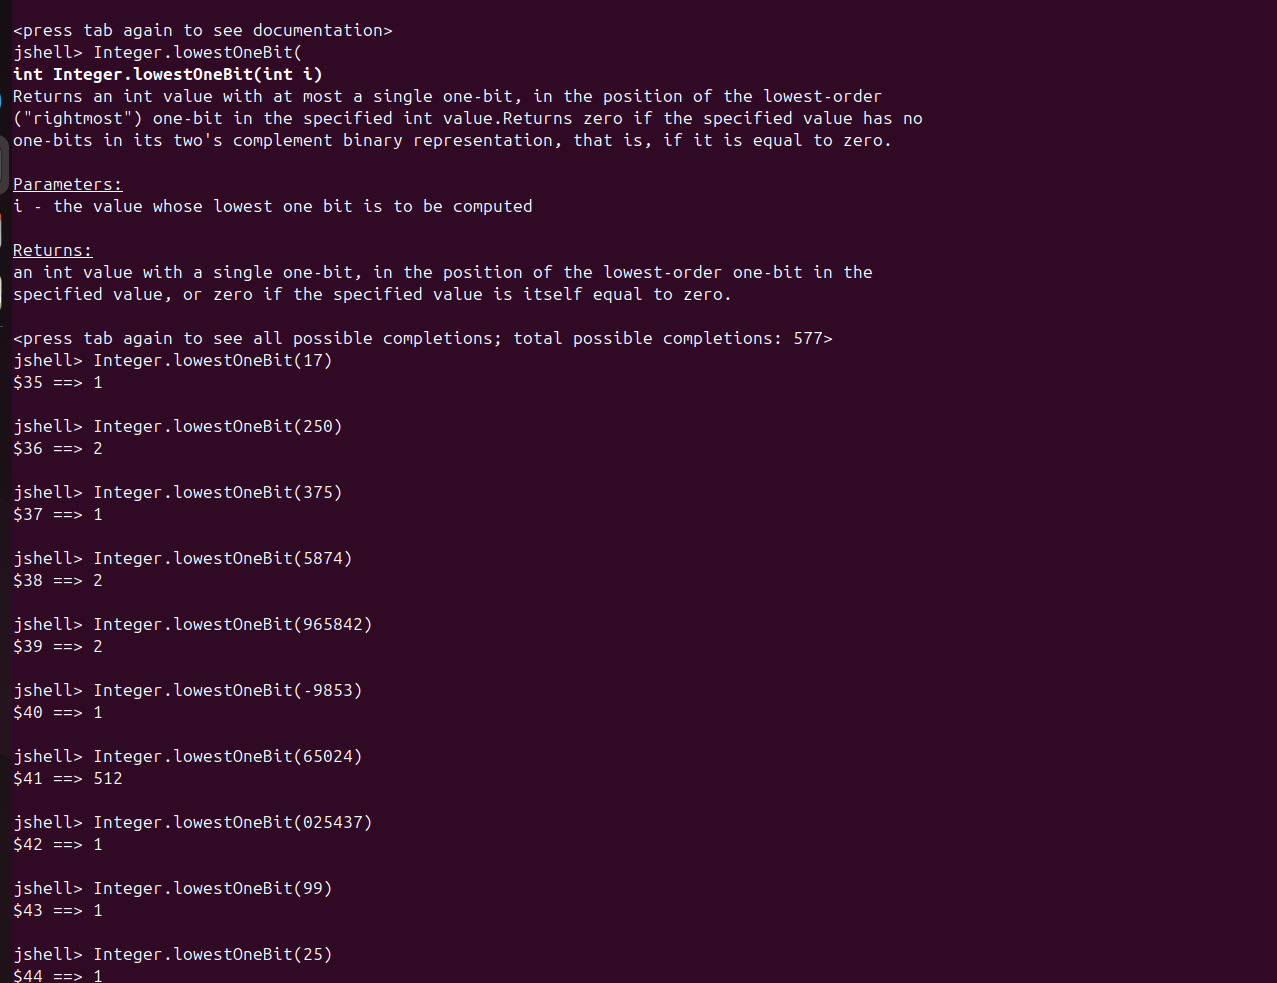 <press tab again to see documentation>
jshell> Integer.lowestOneBit(
int Integer.lowestOneBit(int i)
Returns an int value with at most a single one-bit, in the position of the lowest-order
("rightmost") one-bit in the specified int value.Returns zero if the specified value has no
one-bits in its two's complement binary representation, that is, if it is equal to zero.
Parameters:
i - the value whose lowest one bit is to be computed
Returns:
an int value with a single one-bit, in the position of the lowest-order one-bit in the
specified value, or zero if the specified value is itself equal to zero.
<press tab again to see all possible completions; total possible completions: 577>
jshell> Integer.lowestOneBit(17)
$35 ==> 1
jshell> Integer.lowestOneBit(250)
$36 ==> 2
jshell> Integer.lowestOneBit(375)
$37 ==> 1
jshell> Integer.lowestOneBit(5874)
$38 ==> 2
jshell> Integer.lowestOneBit(965842)
$39 ==> 2
jshell> Integer.lowestOneBit(-9853)
$40 ==> 1
jshell> Integer.lowestOneBit(65024)
$41 ==> 512
jshell> Integer.lowestOneBit(025437)
$42 ==> 1
jshell> Integer.lowestOneBit(99)
$43 ==> 1
jshell> Integer.lowestOneBit(25)
$44 ==> 1